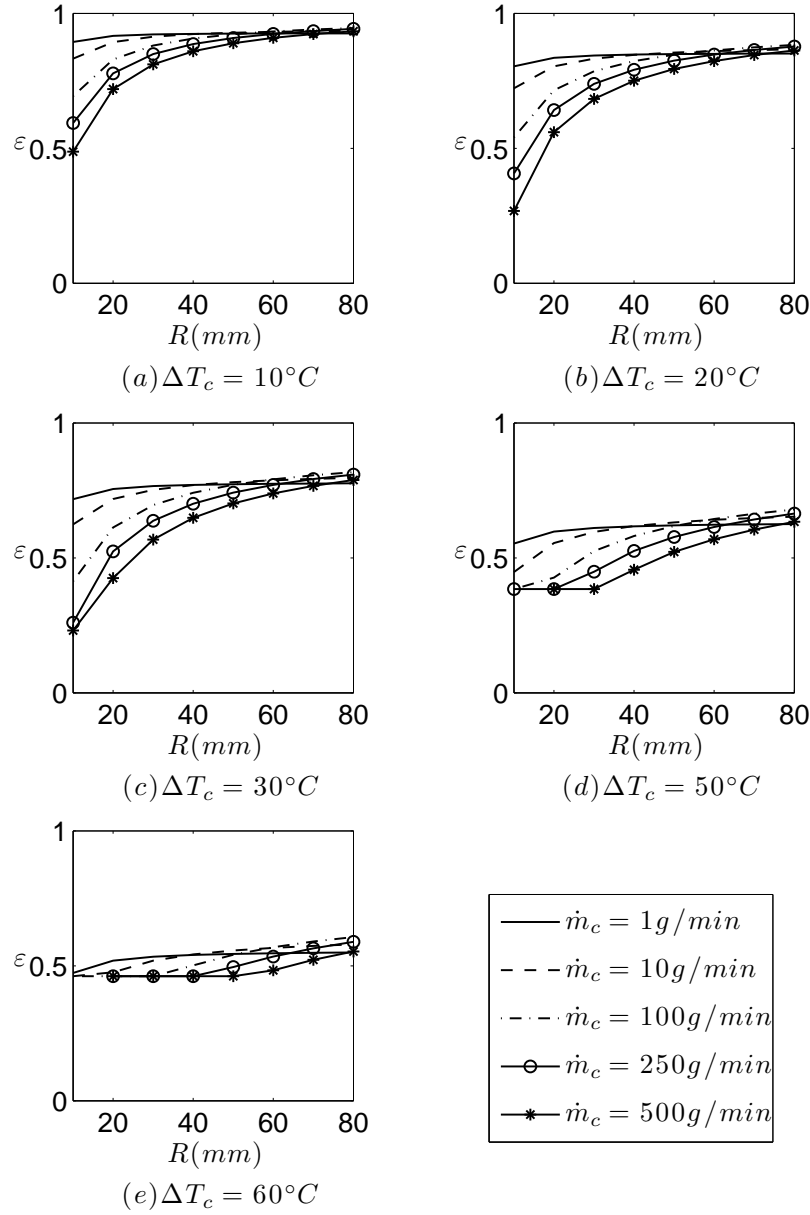 1
ε 0.5
0
20 40 60 80
R(mm)
(a)ΔT_c = 10°C
1
ε 0.5
0
20 40 60 80
R(mm)
(b)ΔT_c = 20°C
1
ε 0.5
0
20 40 60 80
R(mm)
(c)ΔT_c = 30°C
1
ε 0.5
0
20 40 60 80
R(mm)
(d)ΔT_c = 50°C
1
ε 0.5
0
20 40 60 80
R(mm)
(e)ΔT_c = 60°C
ṁ_c = 1g/min
ṁ_c = 10g/min
ṁ_c = 100g/min
ṁ_c = 250g/min
ṁ_c = 500g/min